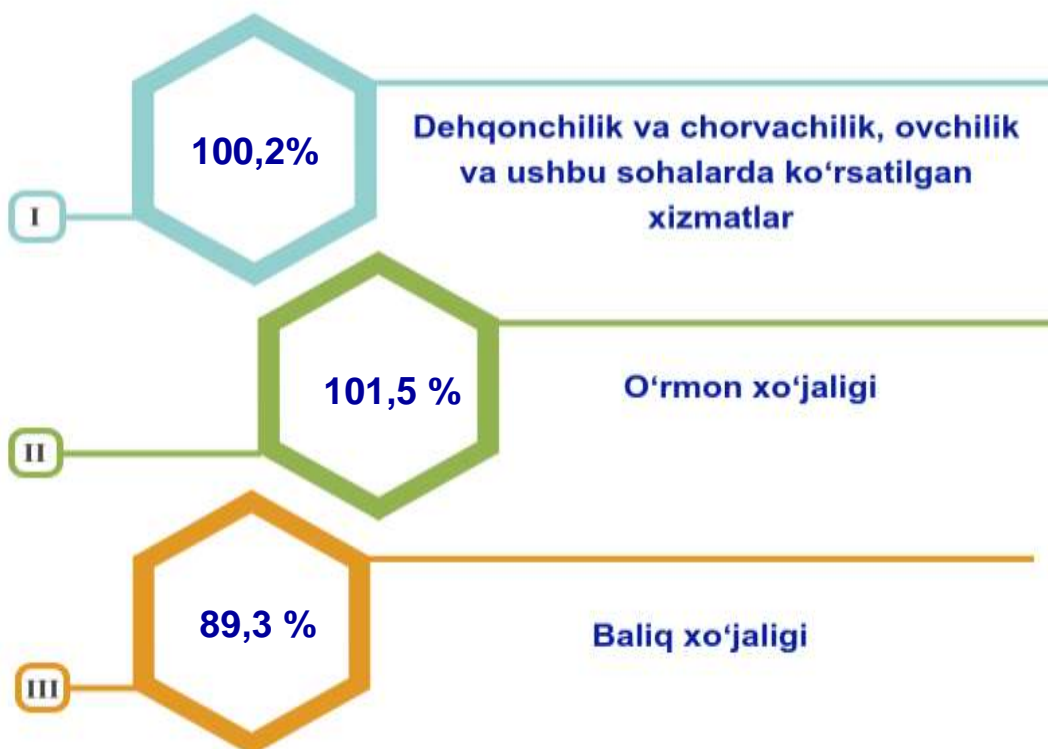 100,2%
Dehqonchilik va chorvachilik, ovchilik
va ushbu sohalarda ko‘rsatilgan
xizmatlar
I
101,5 %
O‘rmon xo‘jaligi
II
89,3 %
Baliq xo‘jaligi
III